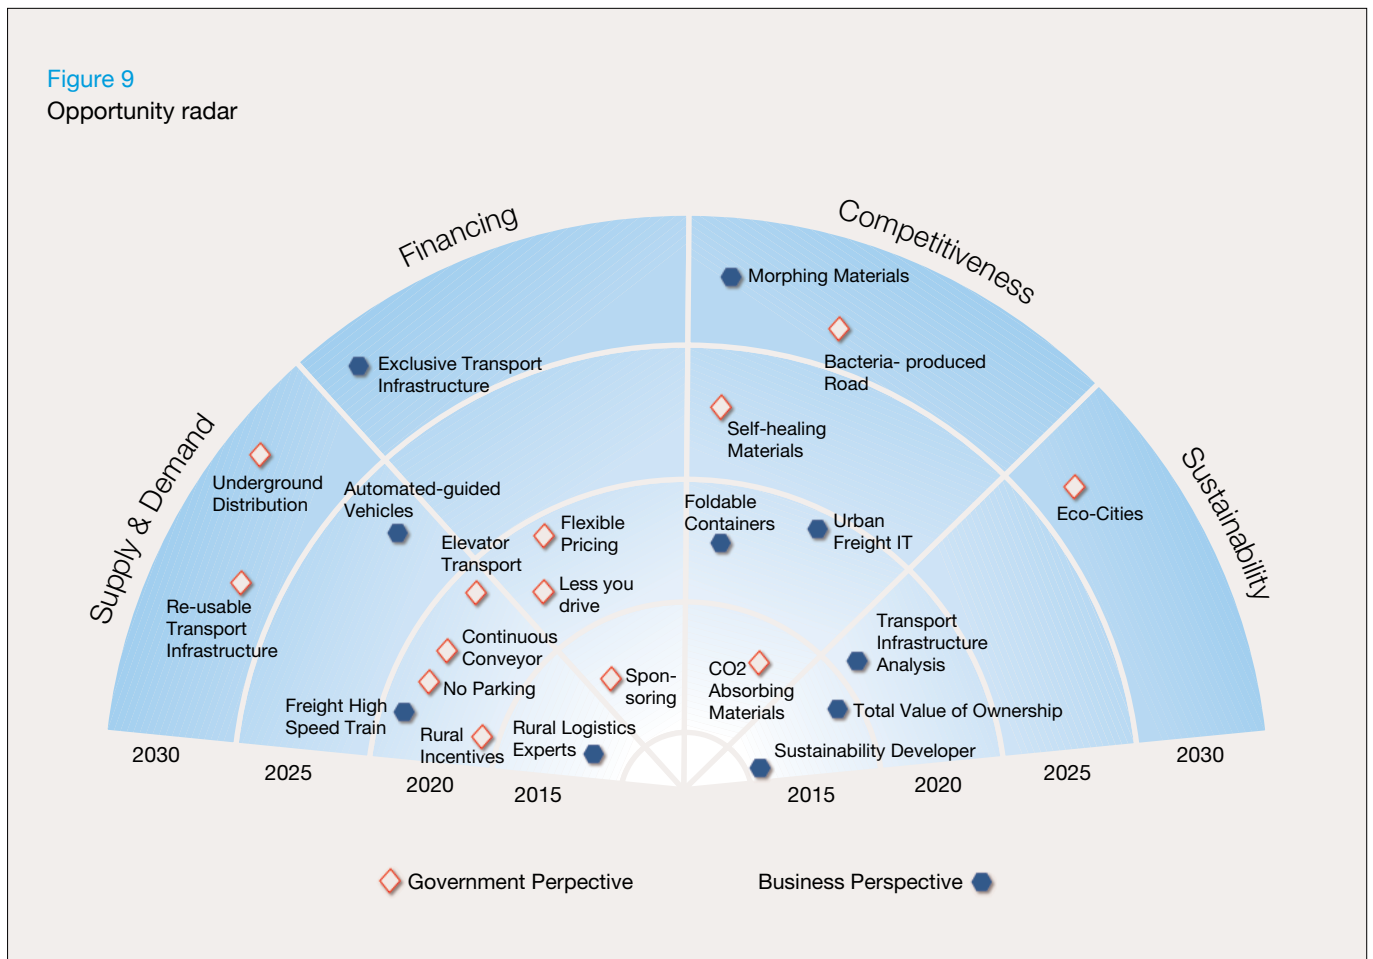 Figure 9
Opportunity radar
Financing
Competitiveness
Supply & Demand
Sustainability
Morphing Materials
Bacteria- produced
Road
Exclusive Transport
Infrastructure
Self-healing
Materials
Underground
Distribution
Automated-guided
Vehicles
Eco-Cities
Foldable
Containers
Urban
Freight IT
Flexible
Pricing
Elevator
Transport
Less you
drive
Re-usable
Transport
Infrastructure
Continuous
Conveyor
Transport
Infrastructure
Analysis
No Parking
Spon-
soring
CO2
Absorbing
Materials
Freight High
Speed Train
Total Value of Ownership
Rural
Incentives
Rural Logistics
Experts
Sustainability Developer
2030
2025
2020
2015
2015
2020
2025
2030
Government Perpective
Business Perspective